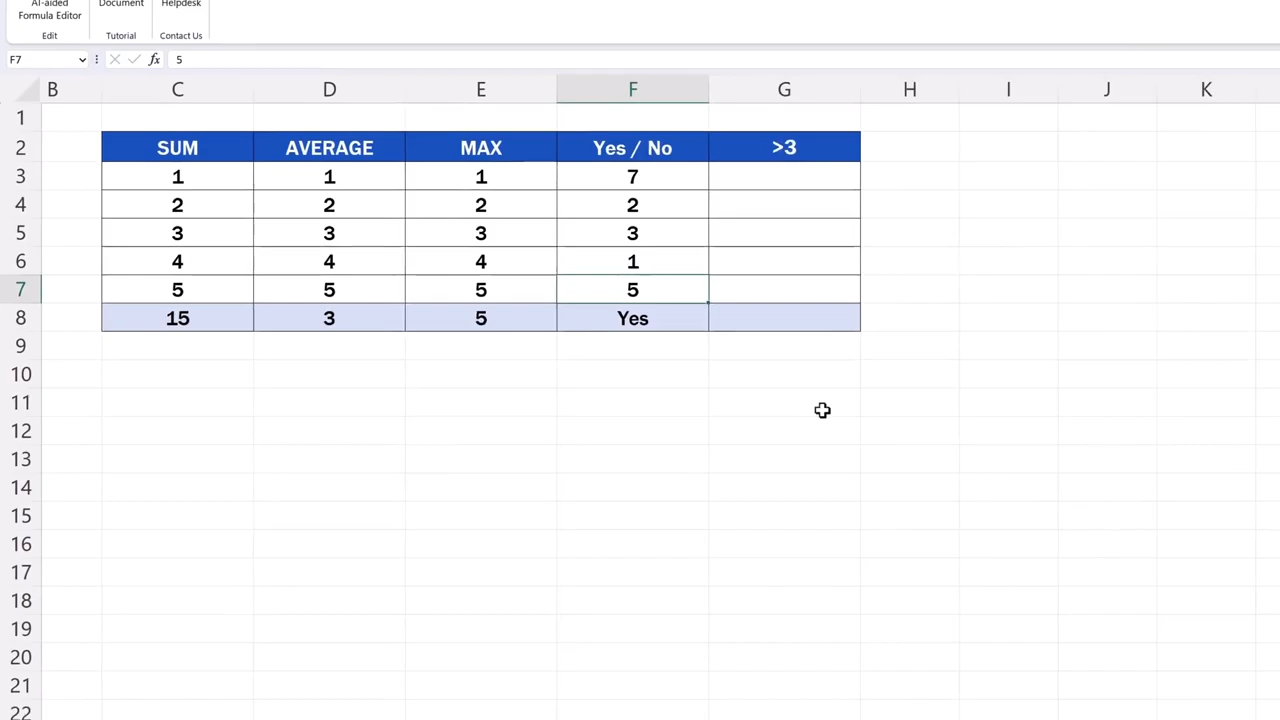 AI-aided Document Helpdesk
Formula Editor
Edit Tutorial Contact Us
F7 fx 5
B C D E F G H I J K
1
2 SUM AVERAGE MAX Yes / No >3
3 1 1 1 7
4 2 2 2 2
5 3 3 3 3
6 4 4 4 1
7 5 5 5 5
8 15 3 5 Yes
9
10
11
12
13
14
15
16
17
18
19
20
21
22